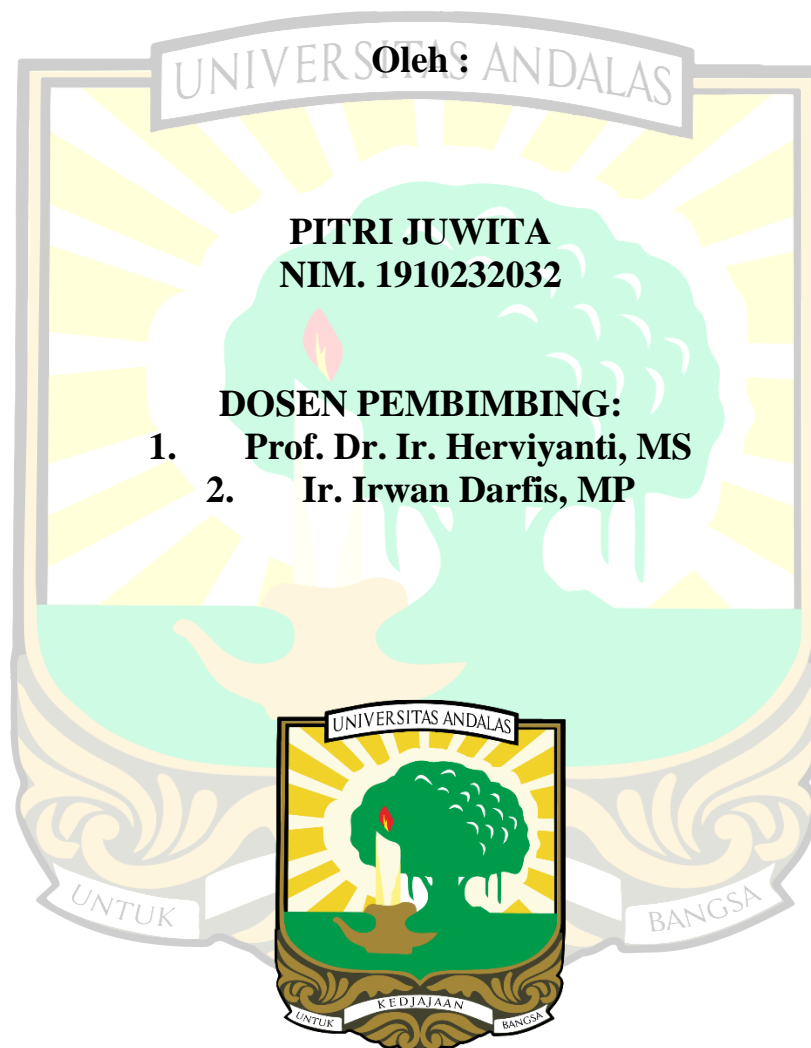 UNIVERSITAS ANDALAS
Oleh :
PITRI JUWITA
NIM. 1910232032
DOSEN PEMBIMBING:
1. Prof. Dr. Ir. Herviyanti, MS
2. Ir. Irwan Darfis, MP
UNIVERSITAS ANDALAS
UNTUK BANGSA
KEDJAJAAN
UNTUK BANGSA